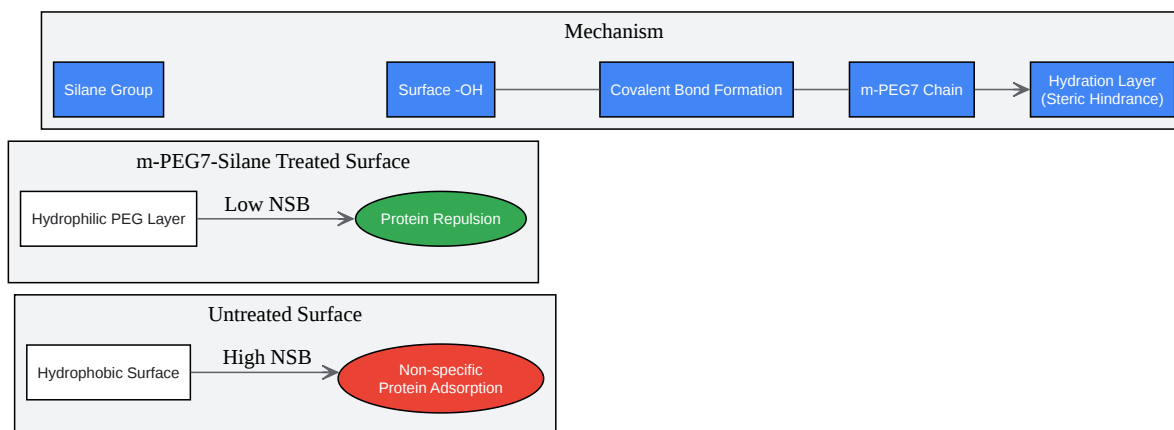 Mechanism
Silane Group
Surface -OH
Covalent Bond Formation
m-PEG7 Chain
Hydration Layer
(Steric Hindrance)
m-PEG7-Silane Treated Surface
Hydrophilic PEG Layer
Low NSB
Protein Repulsion
Untreated Surface
Hydrophobic Surface
High NSB
Non-specific
Protein Adsorption